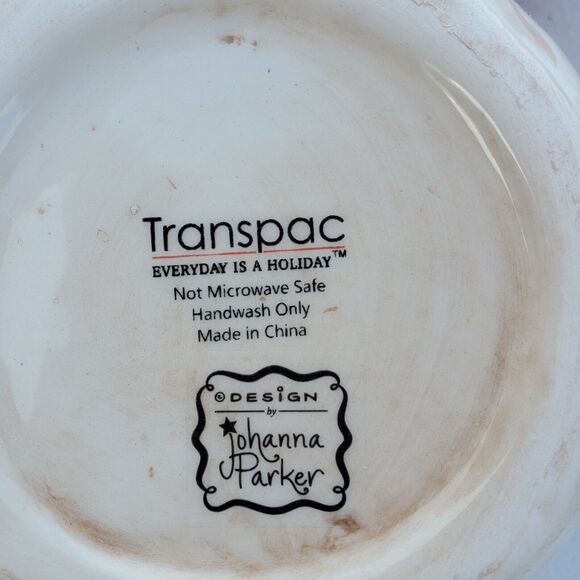 Transpac
EVERYDAY IS A HOLIDAY™
Not Microwave Safe
Handwash Only
Made in China
© DESIGN
by
Johanna
Parker